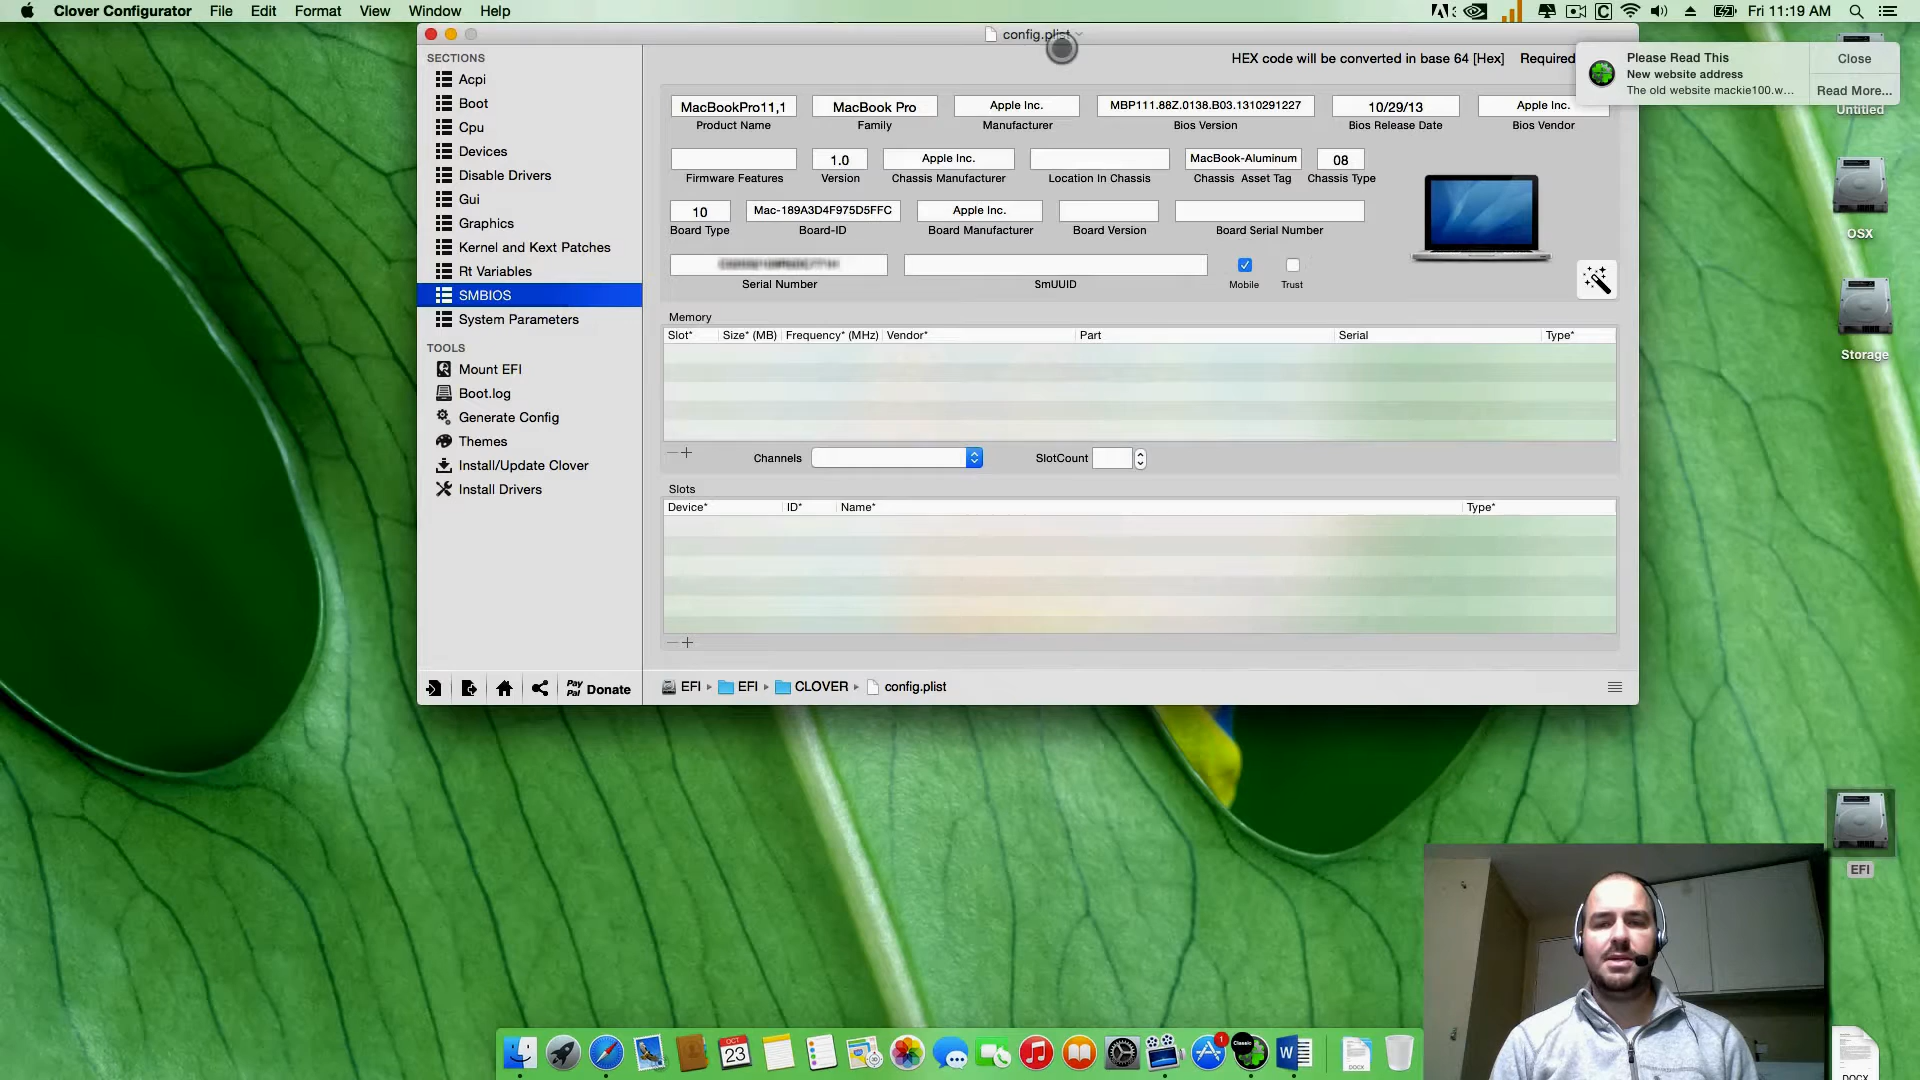 Clover Configurator File Edit Format View Window Help
Fri 11:19 AM
config.plist
SECTIONS
Acpi
Boot
Cpu
Devices
Disable Drivers
Gui
Graphics
Kernel and Kext Patches
Rt Variables
SMBIOS
System Parameters
TOOLS
Mount EFI
Boot.log
Generate Config
Themes
Install/Update Clover
Install Drivers
Pay Pal Donate
HEX code will be converted in base 64 [Hex] Required
MacBookPro11,1 MacBook Pro Apple Inc. MBP111.88Z.0138.B03.1310291227 10/29/13 Apple Inc.
Product Name Family Manufacturer Bios Version Bios Release Date Bios Vendor
1.0 Apple Inc. MacBook-Aluminum 08
Firmware Features Version Chassis Manufacturer Location In Chassis Chassis Asset Tag Chassis Type
10 Mac-189A3D4F975D5FFC Apple Inc.
Board Type Board-ID Board Manufacturer Board Version Board Serial Number
Serial Number SmUUID Mobile Trust
Memory
Slot* Size* (MB) Frequency* (MHz) Vendor* Part Serial Type*
Channels SlotCount
Slots
Device* ID* Name* Type*
EFI EFI CLOVER config.plist
Please Read This
New website address
The old website mackie100.w...
Close
Read More...
Untitled
OSX
Storage
EFI
OCT
23
1
Classic
W
DOCX
DOCX